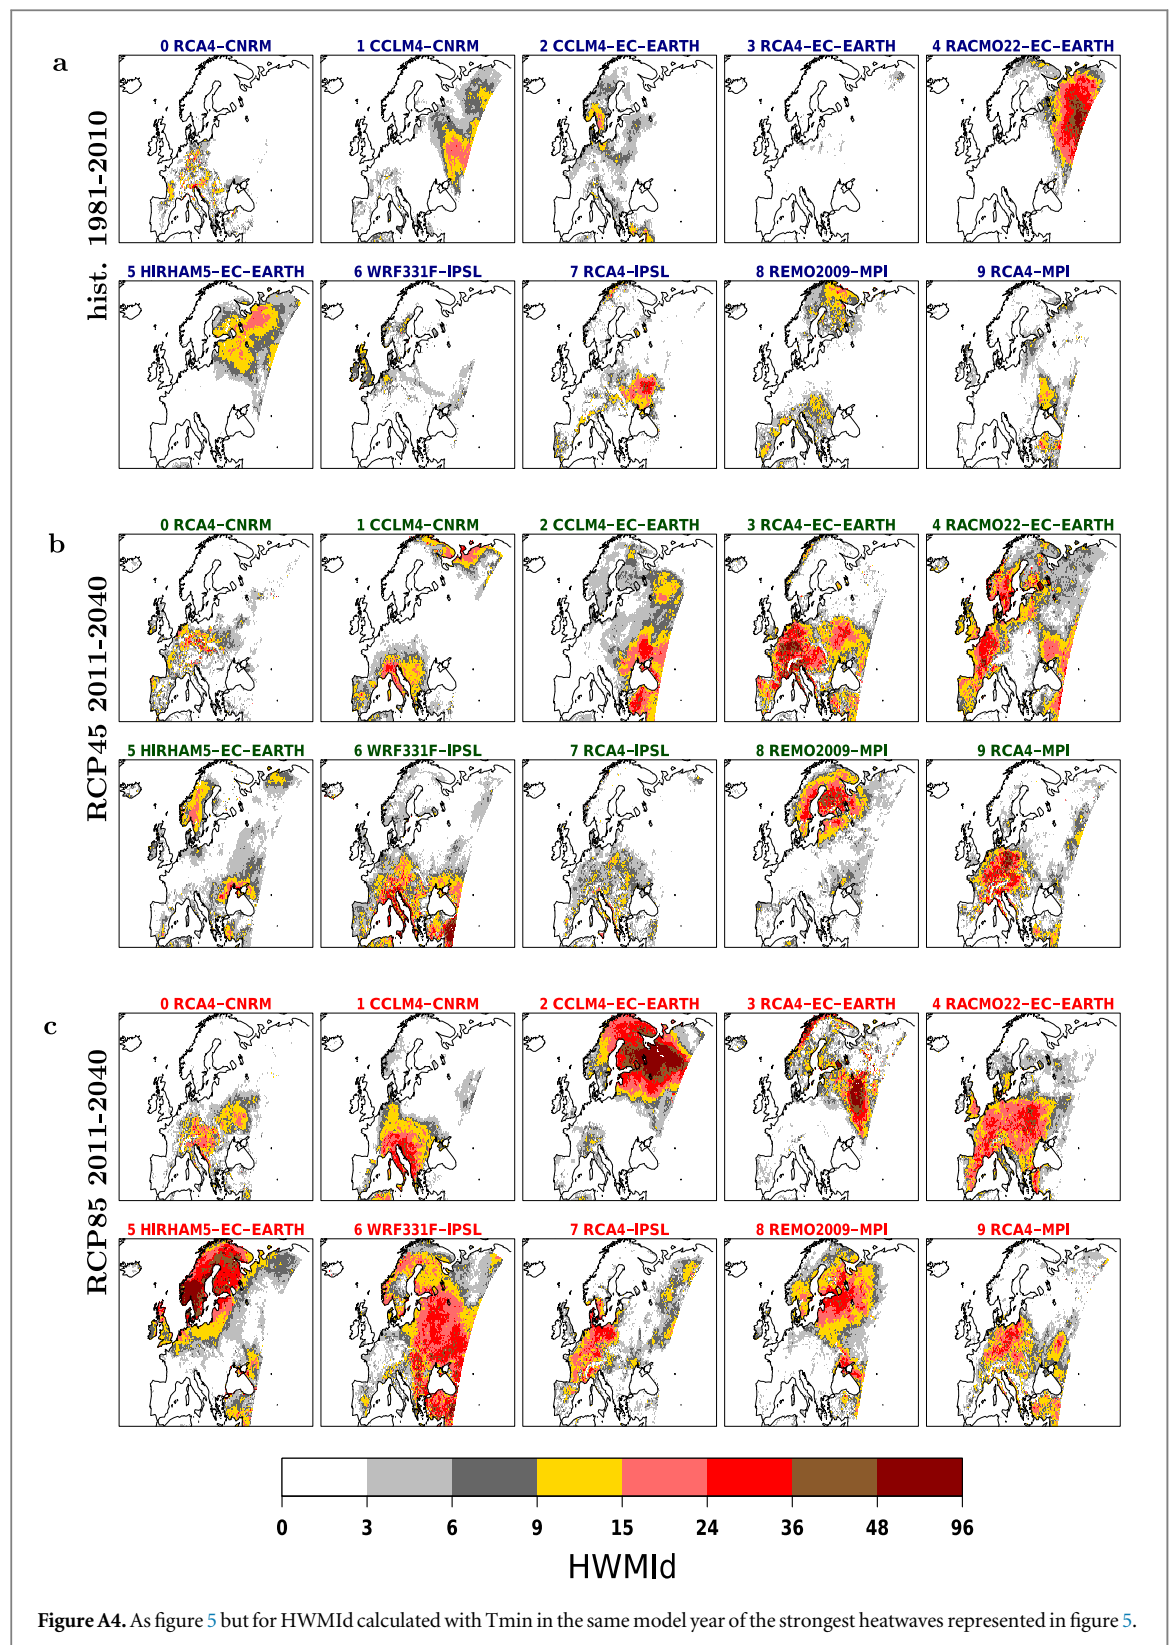 a
hist. 1981-2010
0 RCA4-CNRM
1 CCLM4-CNRM
2 CCLM4-EC-EARTH
3 RCA4-EC-EARTH
4 RACMO22-EC-EARTH
5 HIRHAM5-EC-EARTH
6 WRF331F-IPSL
7 RCA4-IPSL
8 REMO2009-MPI
9 RCA4-MPI
b
RCP45 2011-2040
0 RCA4-CNRM
1 CCLM4-CNRM
2 CCLM4-EC-EARTH
3 RCA4-EC-EARTH
4 RACMO22-EC-EARTH
5 HIRHAM5-EC-EARTH
6 WRF331F-IPSL
7 RCA4-IPSL
8 REMO2009-MPI
9 RCA4-MPI
c
RCP85 2011-2040
0 RCA4-CNRM
1 CCLM4-CNRM
2 CCLM4-EC-EARTH
3 RCA4-EC-EARTH
4 RACMO22-EC-EARTH
5 HIRHAM5-EC-EARTH
6 WRF331F-IPSL
7 RCA4-IPSL
8 REMO2009-MPI
9 RCA4-MPI
0 3 6 9 15 24 36 48 96
HWMId
Figure A4. As figure 5 but for HWMId calculated with Tmin in the same model year of the strongest heatwaves represented in figure 5.